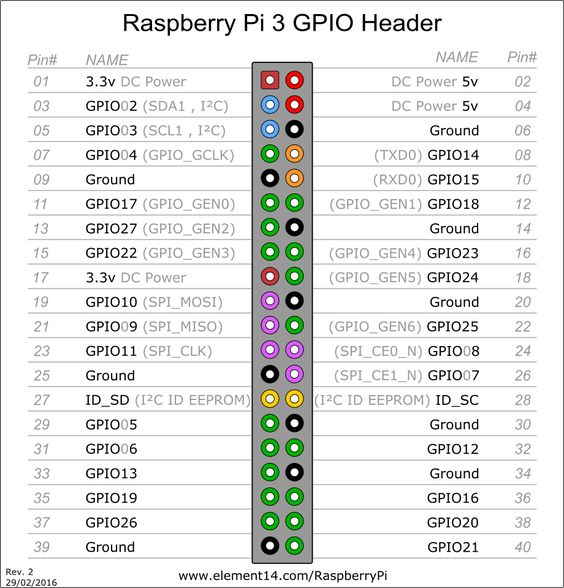 Raspberry Pi 3 GPIO Header
Pin# NAME NAME Pin#
01 3.3v DC Power DC Power 5v 02
03 GPIO02 (SDA1 , I²C) DC Power 5v 04
05 GPIO03 (SCL1 , I²C) Ground 06
07 GPIO04 (GPIO_GCLK) (TXD0) GPIO14 08
09 Ground (RXD0) GPIO15 10
11 GPIO17 (GPIO_GEN0) (GPIO_GEN1) GPIO18 12
13 GPIO27 (GPIO_GEN2) Ground 14
15 GPIO22 (GPIO_GEN3) (GPIO_GEN4) GPIO23 16
17 3.3v DC Power (GPIO_GEN5) GPIO24 18
19 GPIO10 (SPI_MOSI) Ground 20
21 GPIO09 (SPI_MISO) (GPIO_GEN6) GPIO25 22
23 GPIO11 (SPI_CLK) (SPI_CE0_N) GPIO08 24
25 Ground (SPI_CE1_N) GPIO07 26
27 ID_SD (I²C ID EEPROM) (I²C ID EEPROM) ID_SC 28
29 GPIO05 Ground 30
31 GPIO06 GPIO12 32
33 GPIO13 Ground 34
35 GPIO19 GPIO16 36
37 GPIO26 GPIO20 38
39 Ground GPIO21 40
Rev. 2
29/02/2016
www.element14.com/RaspberryPi